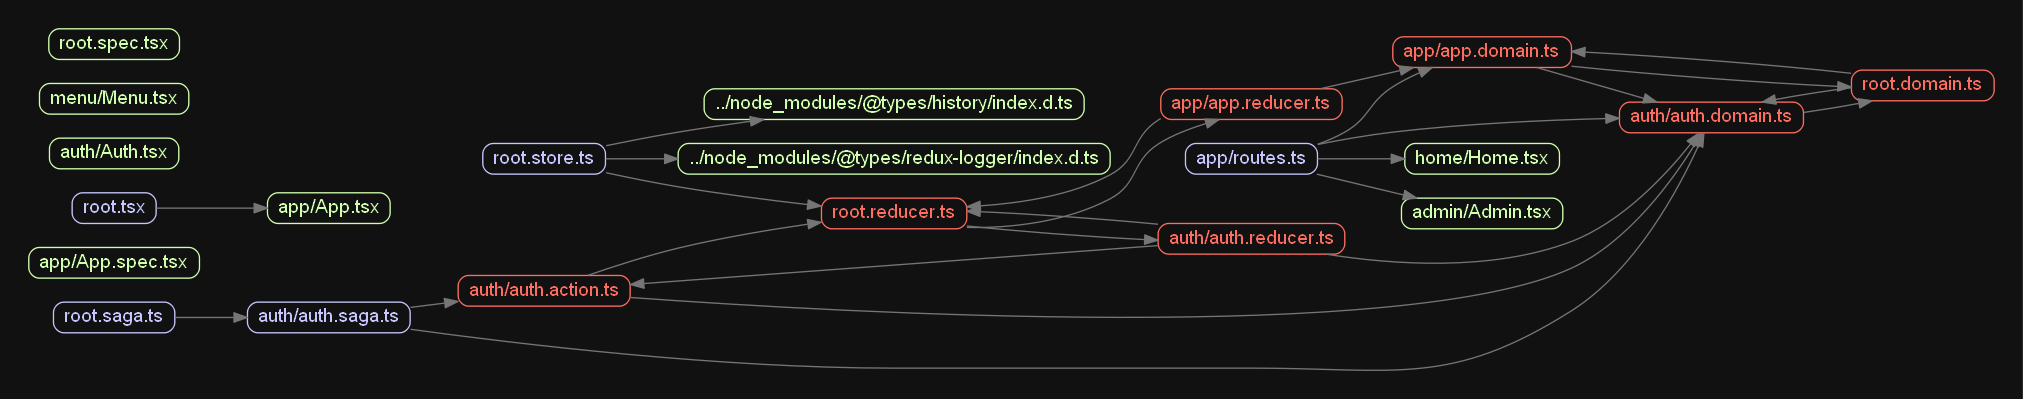 root.spec.tsx
menu/Menu.tsx
auth/Auth.tsx
root.tsx
app/App.tsx
app/App.spec.tsx
root.saga.ts
auth/auth.saga.ts
auth/auth.action.ts
root.store.ts
../node_modules/@types/history/index.d.ts
../node_modules/@types/redux-logger/index.d.ts
root.reducer.ts
app/app.reducer.ts
app/routes.ts
auth/auth.reducer.ts
app/app.domain.ts
home/Home.tsx
admin/Admin.tsx
auth/auth.domain.ts
root.domain.ts